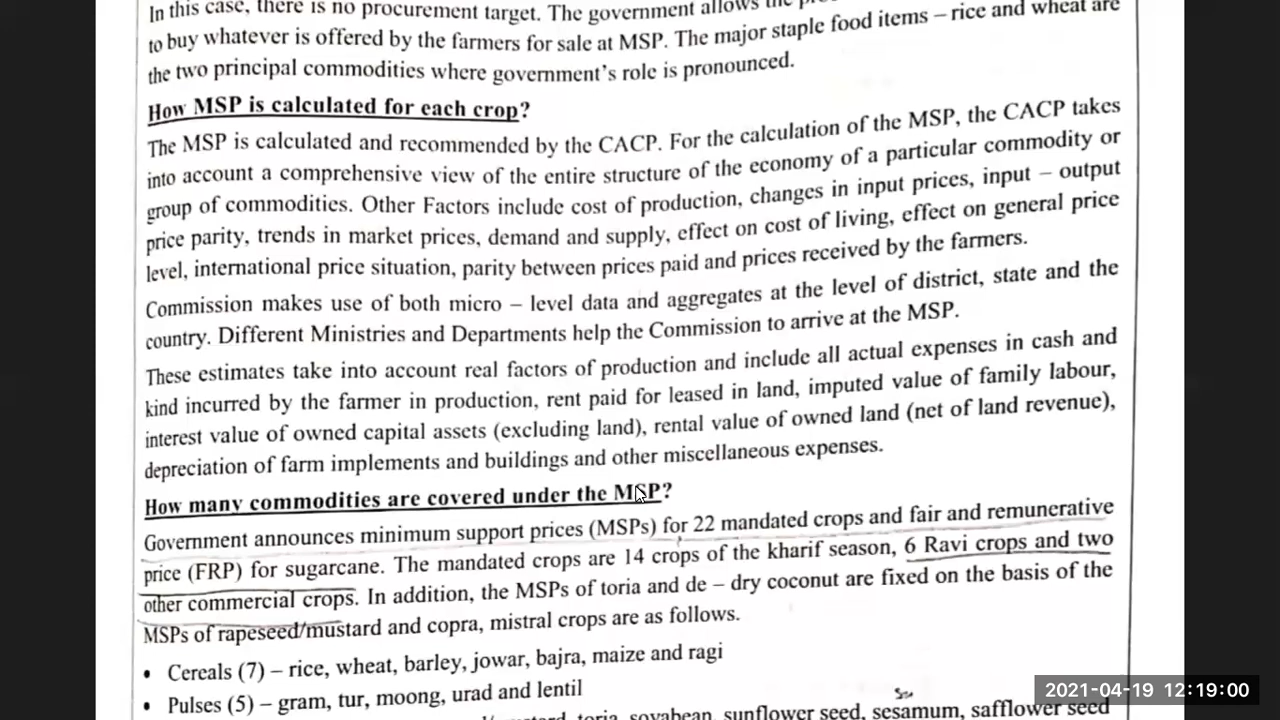 In this case, there is no procurement target. The government allows the
to buy whatever is offered by the farmers for sale at MSP. The major staple food items – rice and wheat are
the two principal commodities where government's role is pronounced.
How MSP is calculated for each crop?
The MSP is calculated and recommended by the CACP. For the calculation of the MSP, the CACP takes
into account a comprehensive view of the entire structure of the economy of a particular commodity or
group of commodities. Other Factors include cost of production, changes in input prices, input – output
price parity, trends in market prices, demand and supply, effect on cost of living, effect on general price
level, international price situation, parity between prices paid and prices received by the farmers.
Commission makes use of both micro – level data and aggregates at the level of district, state and the
country. Different Ministries and Departments help the Commission to arrive at the MSP.
These estimates take into account real factors of production and include all actual expenses in cash and
kind incurred by the farmer in production, rent paid for leased in land, imputed value of family labour,
interest value of owned capital assets (excluding land), rental value of owned land (net of land revenue),
depreciation of farm implements and buildings and other miscellaneous expenses.
How many commodities are covered under the MSP?
Government announces minimum support prices (MSPs) for 22 mandated crops and fair and remunerative
price (FRP) for sugarcane. The mandated crops are 14 crops of the kharif season, 6 Ravi crops and two
other commercial crops. In addition, the MSPs of toria and de – dry coconut are fixed on the basis of the
MSPs of rapeseed/mustard and copra, mistral crops are as follows.
• Cereals (7) – rice, wheat, barley, jowar, bajra, maize and ragi
• Pulses (5) – gram, tur, moong, urad and lentil
toria, soyabean, sunflower seed, sesamum, safflower seed
2021-04-19 12:19:00